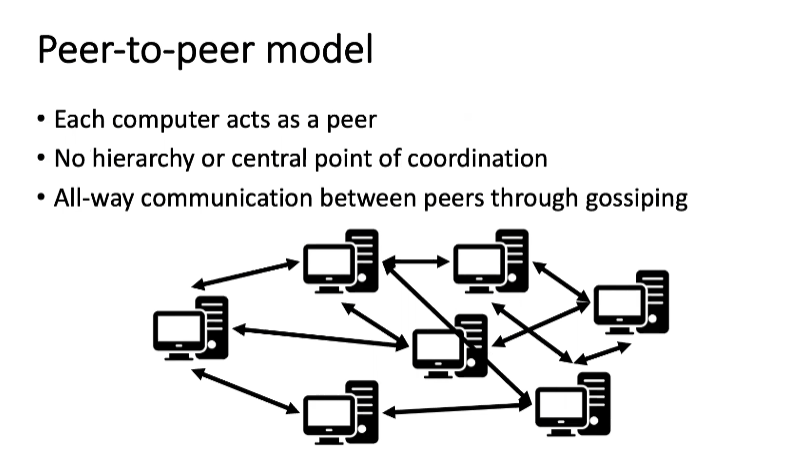 Peer-to-peer model
• Each computer acts as a peer
• No hierarchy or central point of coordination
• All-way communication between peers through gossiping